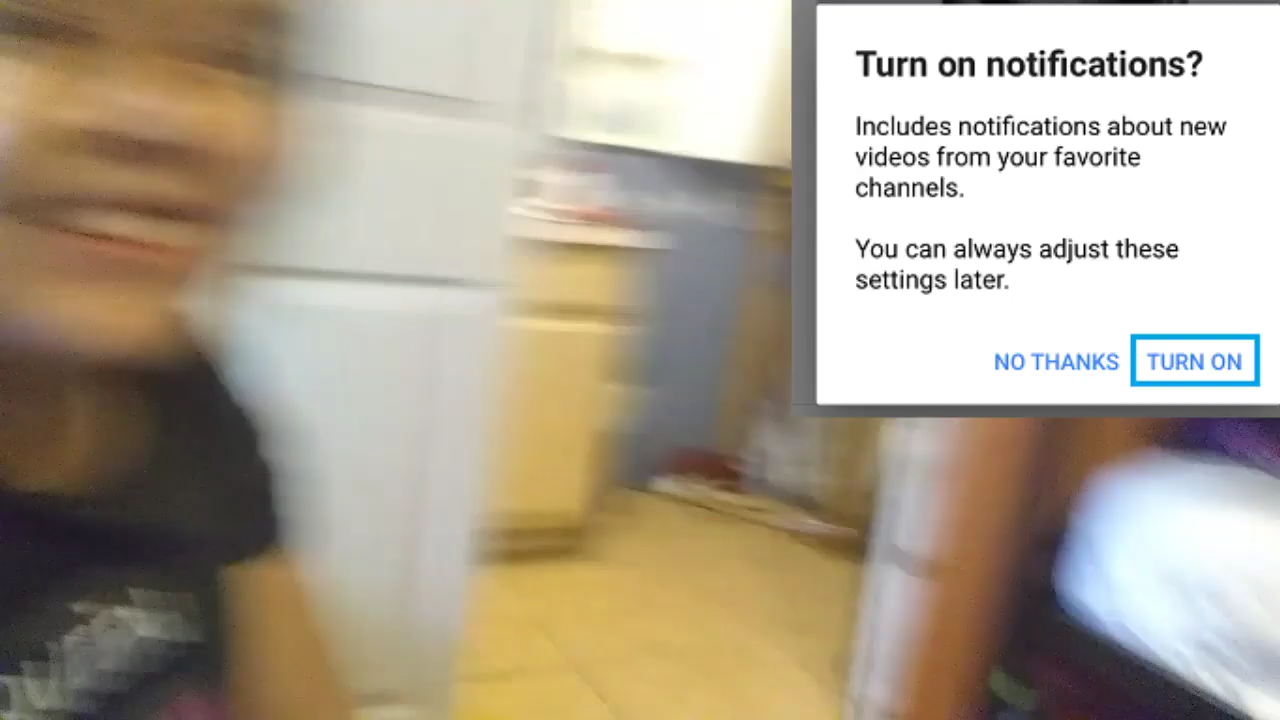 Turn on notifications?
Includes notifications about new
videos from your favorite
channels.
You can always adjust these
settings later.
NO THANKS TURN ON